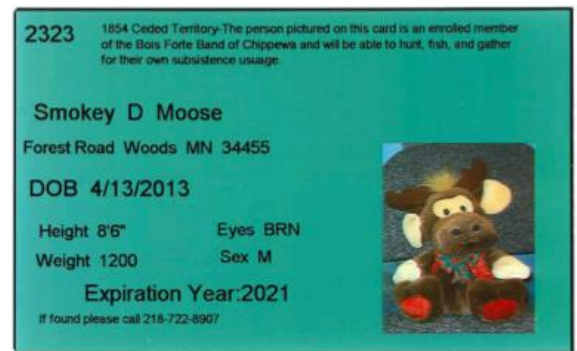 2323
1854 Ceded Territory-The person pictured on this card is an enrolled member
of the Bois Forte Band of Chippewa and will be able to hunt, fish, and gather
for their own subsistence usuage.
Smokey D Moose
Forest Road Woods MN 34455
DOB 4/13/2013
Height 8'6" Eyes BRN
Weight 1200 Sex M
Expiration Year:2021
If found please call 218-722-8907